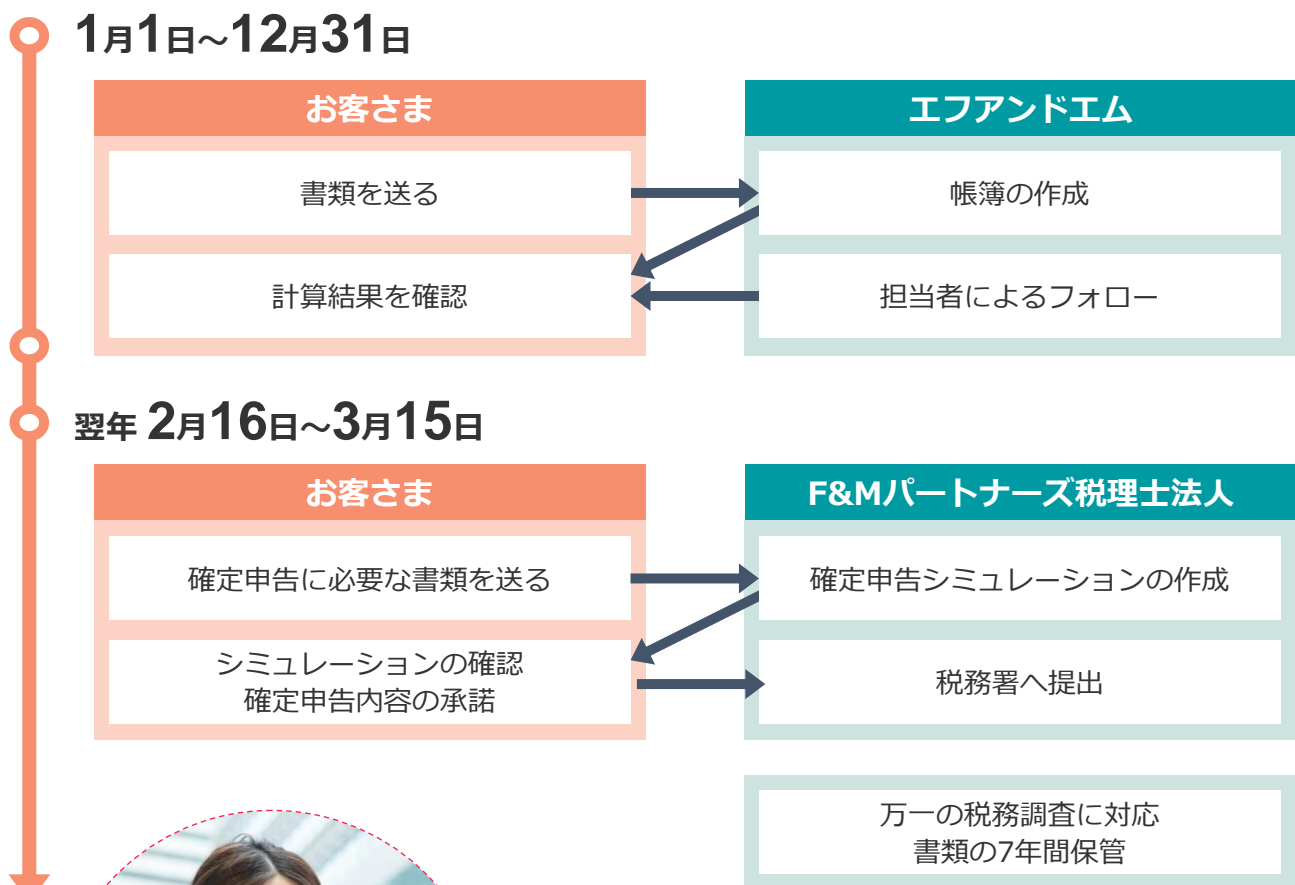 1月1日～12月31日
お客さま
エフアンドエム
書類を送る
帳簿の作成
計算結果を確認
担当者によるフォロー
翌年 2月16日～3月15日
お客さま
F&Mパートナーズ税理士法人
確定申告に必要な書類を送る
確定申告シミュレーションの作成
シミュレーションの確認
確定申告内容の承諾
税務署へ提出
万一の税務調査に対応
書類の7年間保管